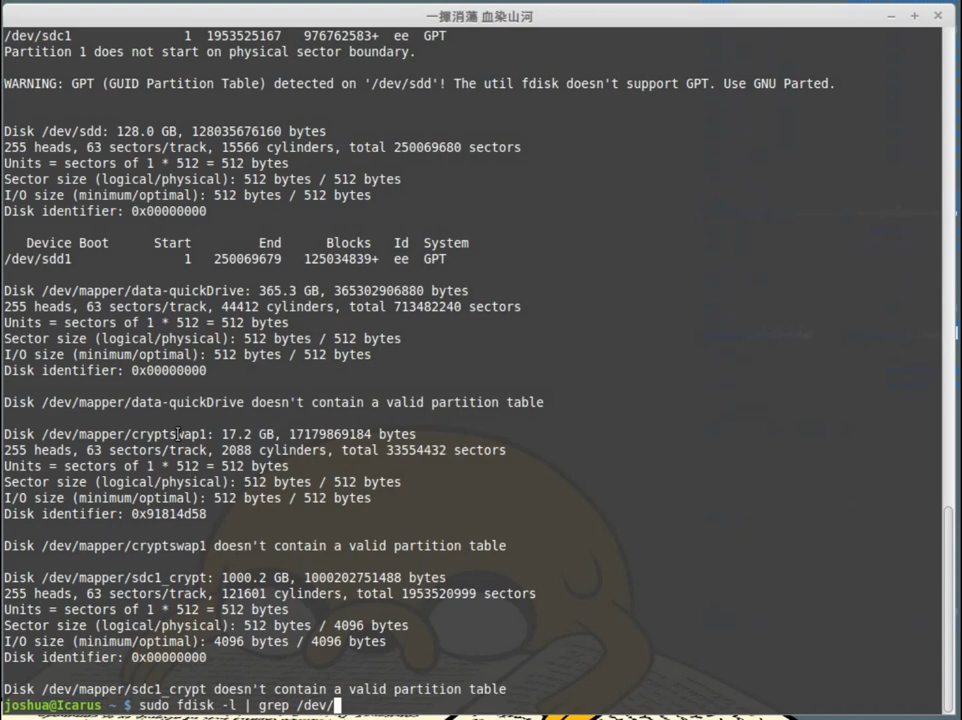 一揮消蕩 血染山河
/dev/sdc1               1  1953525167   976762583+  ee  GPT
Partition 1 does not start on physical sector boundary.
WARNING: GPT (GUID Partition Table) detected on '/dev/sdd'! The util fdisk doesn't support GPT. Use GNU Parted.
Disk /dev/sdd: 128.0 GB, 128035676160 bytes
255 heads, 63 sectors/track, 15566 cylinders, total 250069680 sectors
Units = sectors of 1 * 512 = 512 bytes
Sector size (logical/physical): 512 bytes / 512 bytes
I/O size (minimum/optimal): 512 bytes / 512 bytes
Disk identifier: 0x00000000
   Device Boot      Start         End      Blocks   Id  System
/dev/sdd1               1   250069679   125034839+  ee  GPT
Disk /dev/mapper/data-quickDrive: 365.3 GB, 365302906880 bytes
255 heads, 63 sectors/track, 44412 cylinders, total 713482240 sectors
Units = sectors of 1 * 512 = 512 bytes
Sector size (logical/physical): 512 bytes / 512 bytes
I/O size (minimum/optimal): 512 bytes / 512 bytes
Disk identifier: 0x00000000
Disk /dev/mapper/data-quickDrive doesn't contain a valid partition table
Disk /dev/mapper/cryptswap1: 17.2 GB, 17179869184 bytes
255 heads, 63 sectors/track, 2088 cylinders, total 33554432 sectors
Units = sectors of 1 * 512 = 512 bytes
Sector size (logical/physical): 512 bytes / 512 bytes
I/O size (minimum/optimal): 512 bytes / 512 bytes
Disk identifier: 0x91814d58
Disk /dev/mapper/cryptswap1 doesn't contain a valid partition table
Disk /dev/mapper/sdc1_crypt: 1000.2 GB, 1000202751488 bytes
255 heads, 63 sectors/track, 121601 cylinders, total 1953520999 sectors
Units = sectors of 1 * 512 = 512 bytes
Sector size (logical/physical): 512 bytes / 4096 bytes
I/O size (minimum/optimal): 4096 bytes / 4096 bytes
Disk identifier: 0x00000000
Disk /dev/mapper/sdc1_crypt doesn't contain a valid partition table
joshua@Icarus ~ $ sudo fdisk -l | grep /dev/